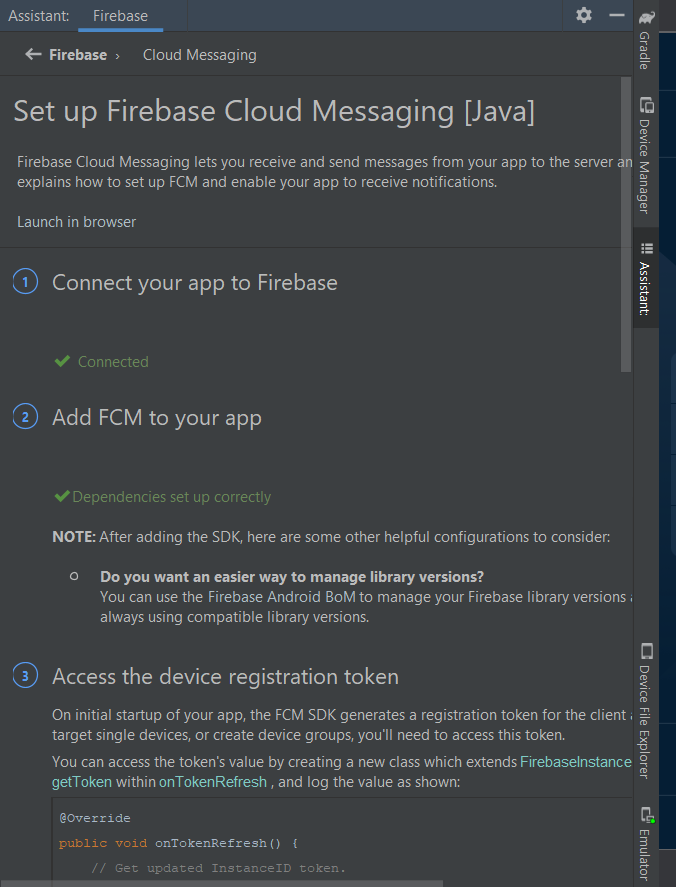 Assistant: Firebase
Firebase › Cloud Messaging
Set up Firebase Cloud Messaging [Java]
Firebase Cloud Messaging lets you receive and send messages from your app to the server
explains how to set up FCM and enable your app to receive notifications.
Launch in browser
1 Connect your app to Firebase
Connected
2 Add FCM to your app
Dependencies set up correctly
NOTE: After adding the SDK, here are some other helpful configurations to consider:
Do you want an easier way to manage library versions?
You can use the Firebase Android BoM to manage your Firebase library versions
always using compatible library versions.
3 Access the device registration token
On initial startup of your app, the FCM SDK generates a registration token for the client
target single devices, or create device groups, you'll need to access this token.
You can access the token's value by creating a new class which extends FirebaseInstance
getToken within onTokenRefresh , and log the value as shown:
@Override
public void onTokenRefresh() {
// Get updated InstanceID token.
Gradle
Device Manager
Assistant:
Device File Explorer
Emulator